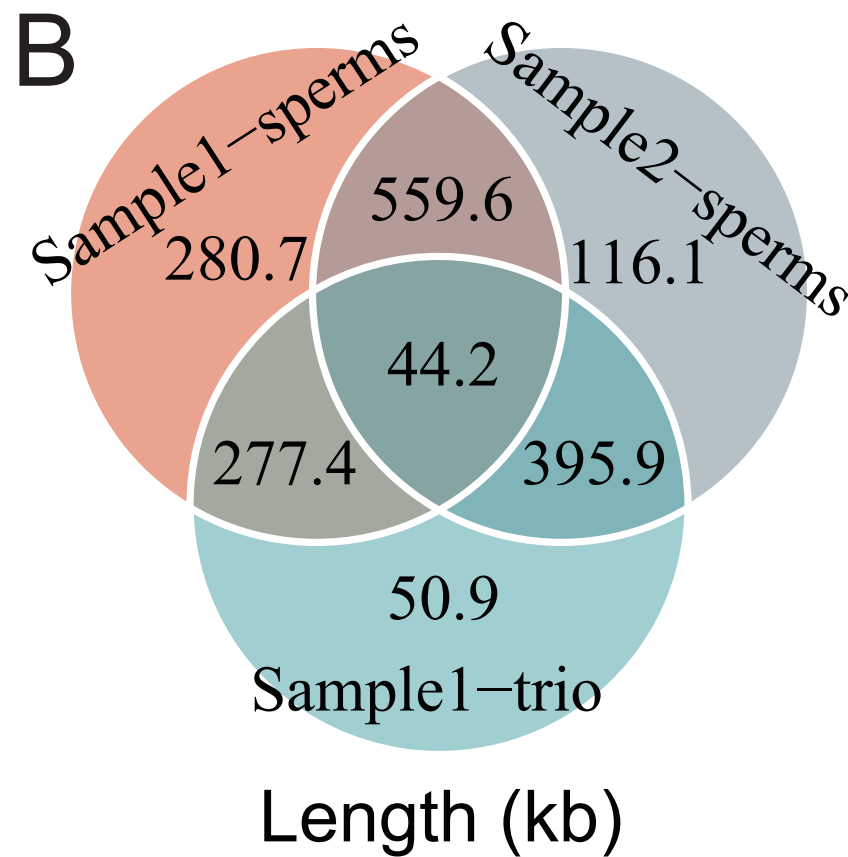 B
Sample1−sperms
Sample2−sperms
559.6
280.7
116.1
44.2
277.4
395.9
50.9
Sample1−trio
Length (kb)